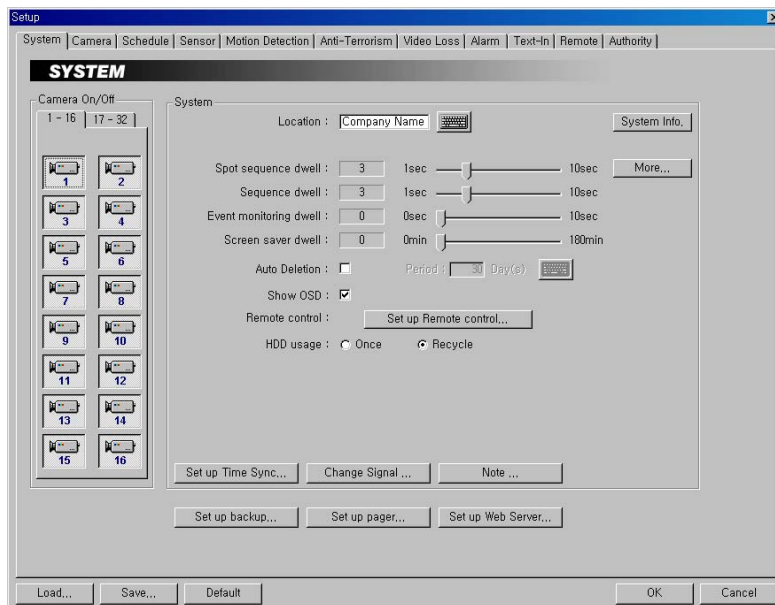 Setup
System Camera Schedule Sensor Motion Detection Anti-Terrorism Video Loss Alarm Text-In Remote Authority
SYSTEM
Camera On/Off
1 - 16 17 - 32
1 2
3 4
5 6
7 8
9 10
11 12
13 14
15 16
System
Location : Company Name System Info,
Spot sequence dwell : 3 1sec 10sec More,,,
Sequence dwell : 3 1sec 10sec
Event monitoring dwell : 0 0sec 10sec
Screen saver dwell : 0 0min 180min
Auto Deletion : Period : 30 Day(s)
Show OSD :
Remote control : Set up Remote control,,,
HDD usage : Once Recycle
Set up Time Sync,,, Change Signal ,,, Note ,,,
Set up backup,,, Set up pager,,, Set up Web Server,,,
Load,,, Save,,, Default OK Cancel